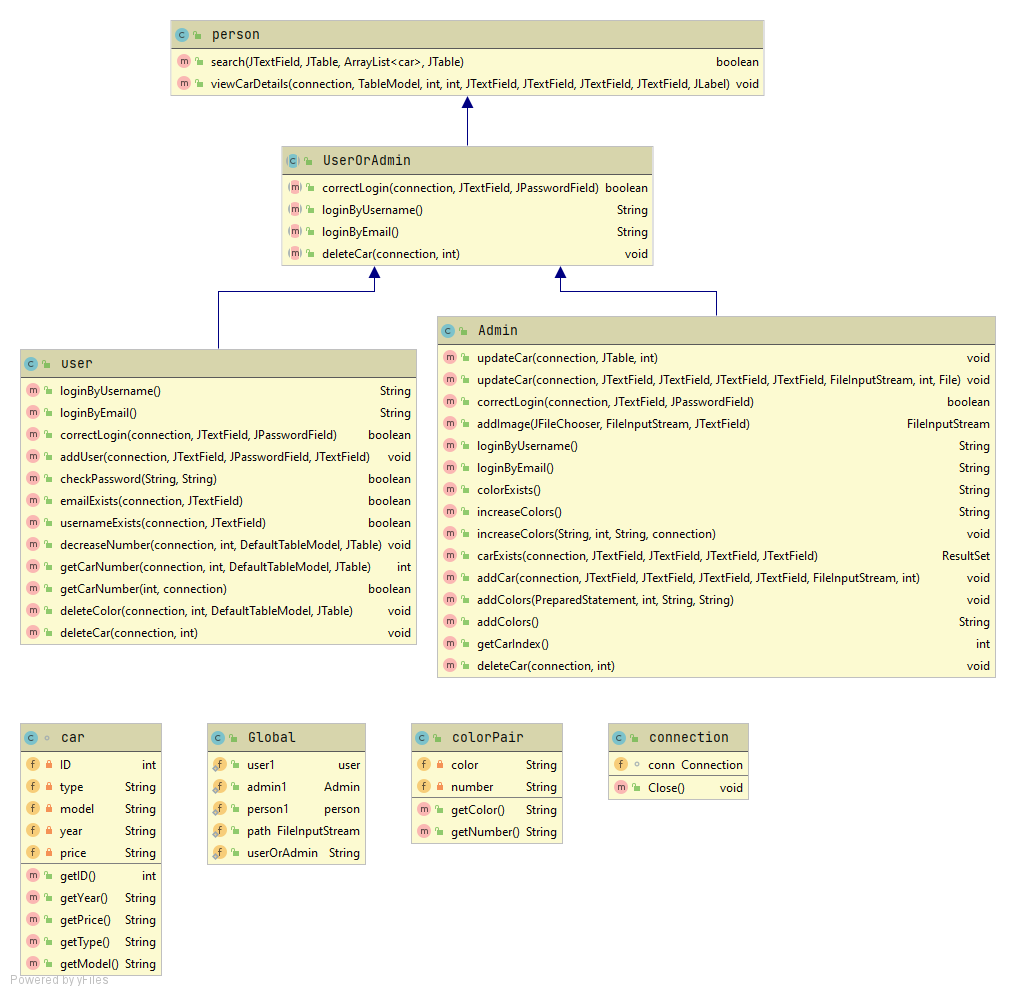 person
search(JTextField, JTable, ArrayList<car>, JTable) boolean
viewCarDetails(connection, TableModel, int, int, JTextField, JTextField, JTextField, JTextField, JLabel) void
UserOrAdmin
correctLogin(connection, JTextField, JPasswordField) boolean
loginByUsername() String
loginByEmail() String
deleteCar(connection, int) void
user
loginByUsername() String
loginByEmail() String
correctLogin(connection, JTextField, JPasswordField) boolean
addUser(connection, JTextField, JPasswordField, JTextField) void
checkPassword(String, String) boolean
emailExists(connection, JTextField) boolean
usernameExists(connection, JTextField) boolean
decreaseNumber(connection, int, DefaultTableModel, JTable) void
getCarNumber(connection, int, DefaultTableModel, JTable) int
getCarNumber(int, connection) boolean
deleteColor(connection, int, DefaultTableModel, JTable) void
deleteCar(connection, int) void
Admin
updateCar(connection, JTable, int) void
updateCar(connection, JTextField, JTextField, JTextField, JTextField, FileInputStream, int, File) void
correctLogin(connection, JTextField, JPasswordField) boolean
addImage(JFileChooser, FileInputStream, JTextField) FileInputStream
loginByUsername() String
loginByEmail() String
colorExists() String
increaseColors() String
increaseColors(String, int, String, connection) void
carExists(connection, JTextField, JTextField, JTextField, JTextField) ResultSet
addCar(connection, JTextField, JTextField, JTextField, JTextField, FileInputStream, int) void
addColors(PreparedStatement, int, String, String) void
addColors() String
getCarIndex() int
deleteCar(connection, int) void
car
ID int
type String
model String
year String
price String
getID() int
getYear() String
getPrice() String
getType() String
getModel() String
Global
user1 user
admin1 Admin
person1 person
path FileInputStream
userOrAdmin String
colorPair
color String
number String
getColor() String
getNumber() String
connection
conn Connection
Close() void
Powered by yFiles